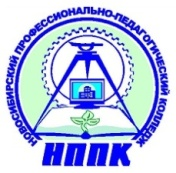 НОВОСИБИРСКИЙ ПРОФЕССИОНАЛЬНО-ПЕДАГОГИЧЕСКИЙ КОЛЛЕДЖ
НППК